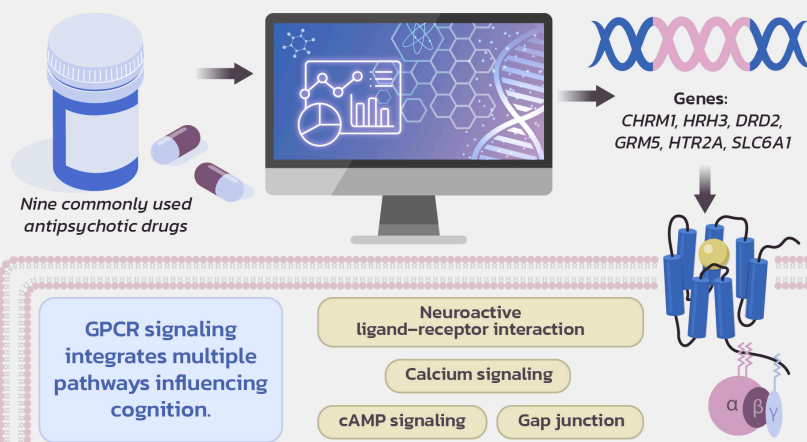 Nine commonly used
antipsychotic drugs
Genes:
CHRM1, HRH3, DRD2,
GRM5, HTR2A, SLC6A1
GPCR signaling
integrates multiple
pathways influencing
cognition.
Neuroactive
ligand–receptor interaction
Calcium signaling
cAMP signaling
Gap junction
α
β
γ